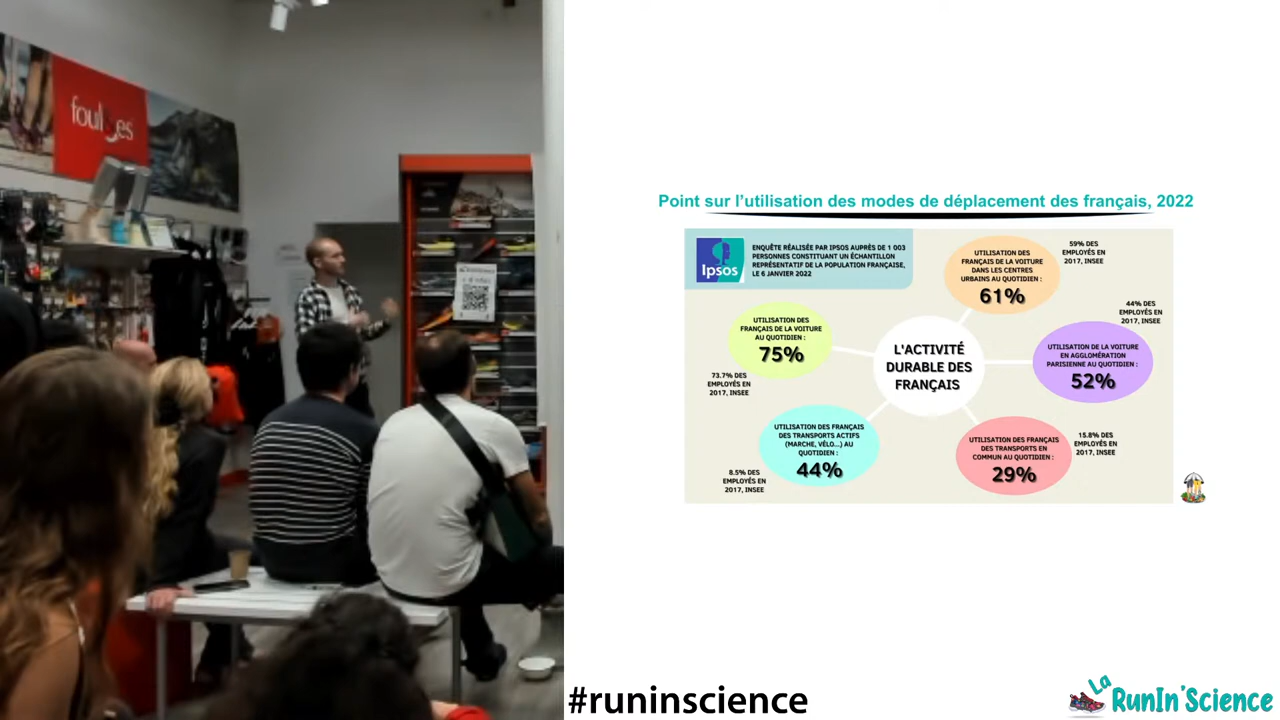 foulées
Point sur l'utilisation des modes de déplacement des français, 2022
Ipsos
ENQUÊTE RÉALISÉE PAR IPSOS AUPRÈS DE 1 003
PERSONNES CONSTITUANT UN ÉCHANTILLON
REPRÉSENTATIF DE LA POPULATION FRANÇAISE,
LE 6 JANVIER 2022
UTILISATION DES
FRANÇAIS DE LA VOITURE
DANS LES CENTRES
URBAINS AU QUOTIDIEN :
61%
59% DES
EMPLOYÉS EN
2017, INSEE
UTILISATION DES
FRANÇAIS DE LA VOITURE
AU QUOTIDIEN :
75%
73.7% DES
EMPLOYÉS EN
2017, INSEE
L'ACTIVITÉ
DURABLE DES
FRANÇAIS
44% DES
EMPLOYÉS EN
2017, INSEE
UTILISATION DE LA VOITURE
EN AGGLOMÉRATION
PARISIENNE AU QUOTIDIEN :
52%
UTILISATION DES FRANÇAIS
DES TRANSPORTS ACTIFS
(MARCHE, VÉLO...) AU
QUOTIDIEN :
44%
8.5% DES
EMPLOYÉS EN
2017, INSEE
UTILISATION DES FRANÇAIS
DES TRANSPORTS EN
COMMUN AU QUOTIDIEN :
29%
15.8% DES
EMPLOYÉS EN
2017, INSEE
#runinscience
La
RunIn'Science